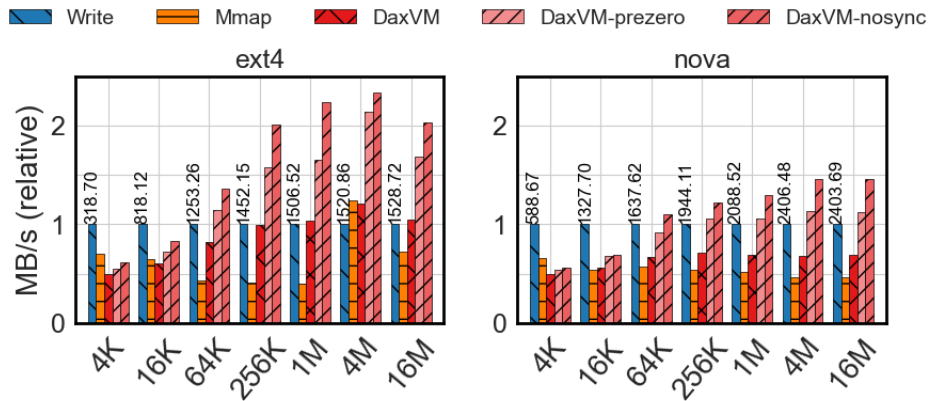 Write Mmap DaxVM DaxVM-prezero DaxVM-nosync
ext4
MB/s (relative)
2
1
0
318.70
818.12
1253.26
1452.15
1506.52
1520.86
1528.72
4K
16K
64K
256K
1M
4M
16M
nova
2
1
0
588.67
1327.70
1637.62
1944.11
2088.52
2406.48
2403.69
4K
16K
64K
256K
1M
4M
16M